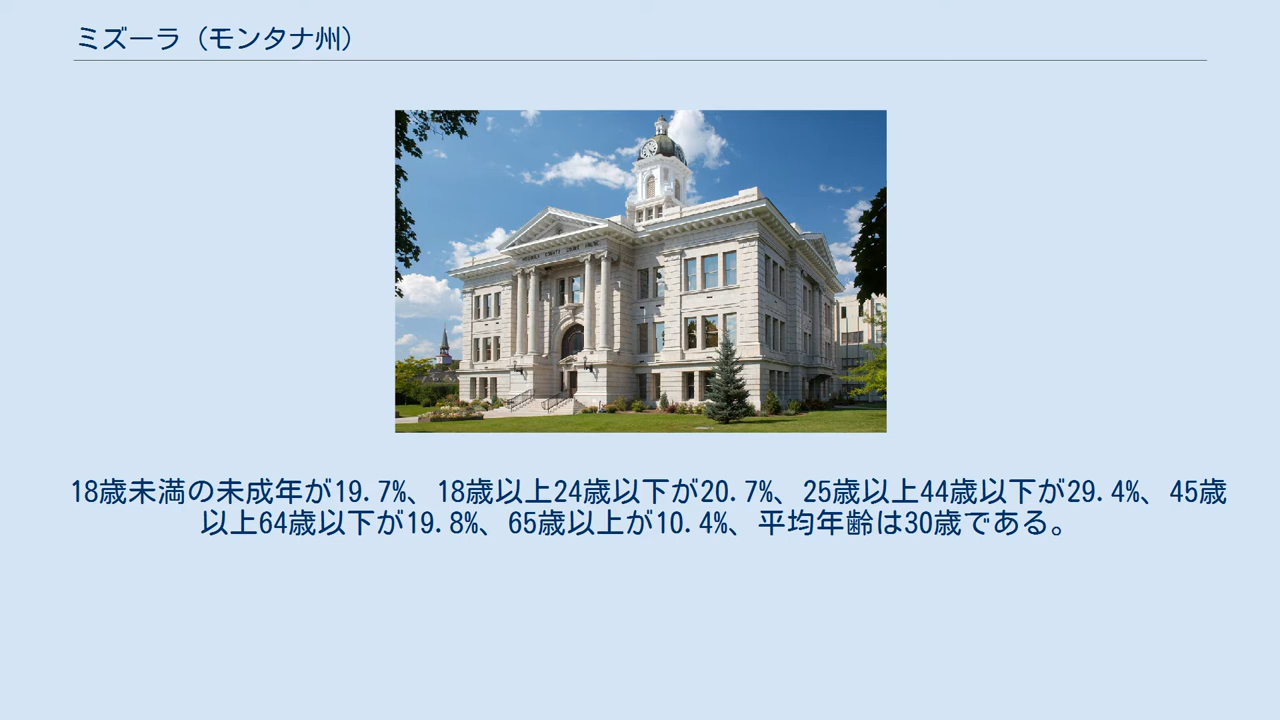 ミズーラ（モンタナ州）
MISSOULA COUNTY COURT HOUSE
18歳未満の未成年が19.7%、18歳以上24歳以下が20.7%、25歳以上44歳以下が29.4%、45歳
以上64歳以下が19.8%、65歳以上が10.4%、平均年齢は30歳である。